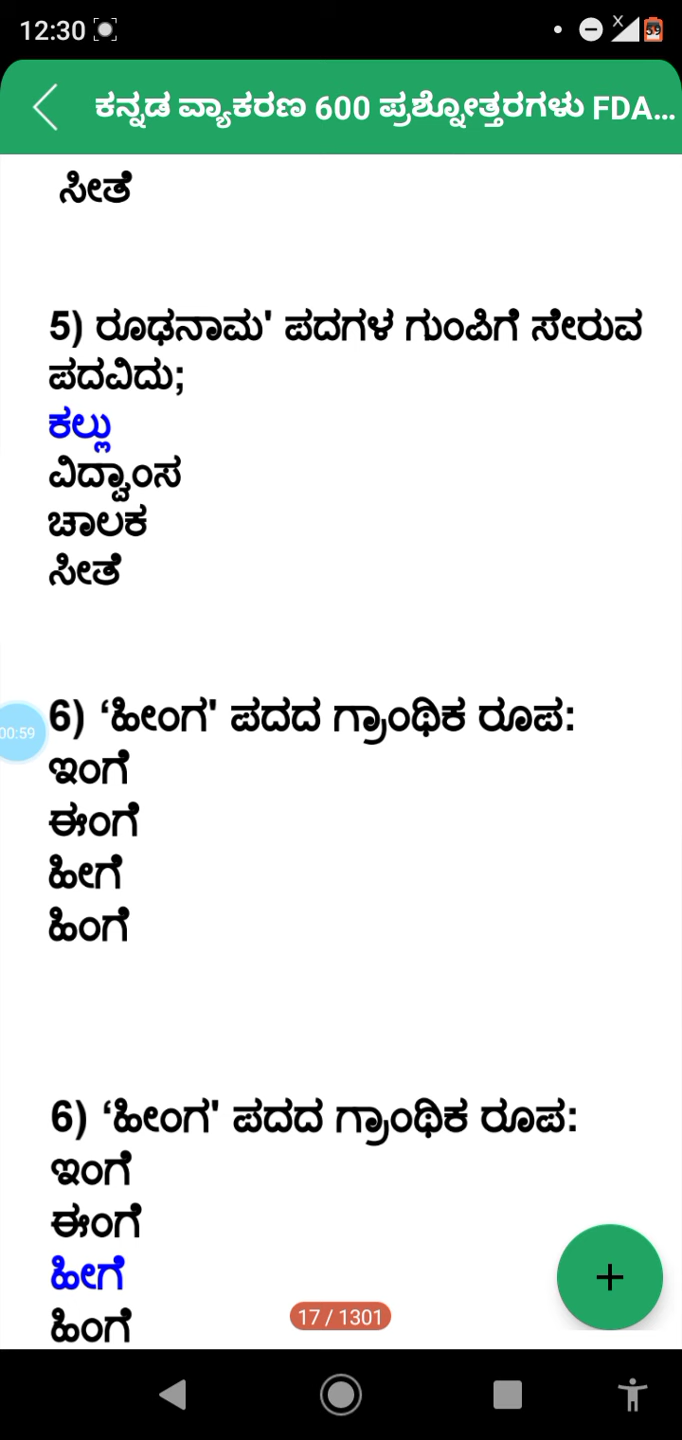 12:30
59
ಕನ್ನಡ ವ್ಯಾಕರಣ 600 ಪ್ರಶ್ನೋತ್ತರಗಳು FDA...
ಸೀತೆ
5) ರೂಢನಾಮ' ಪದಗಳ ಗುಂಪಿಗೆ ಸೇರುವ
ಪದವಿದು;
ಕಲ್ಲು
ವಿದ್ವಾಂಸ
ಚಾಲಕ
ಸೀತೆ
00:59
6) ‘ಹೀಂಗ' ಪದದ ಗ್ರಾಂಥಿಕ ರೂಪ:
ಇಂಗೆ
ಈಂಗೆ
ಹೀಗೆ
ಹಿಂಗೆ
6) ‘ಹೀಂಗ' ಪದದ ಗ್ರಾಂಥಿಕ ರೂಪ:
ಇಂಗೆ
ಈಂಗೆ
ಹೀಗೆ
ಹಿಂಗೆ
17 / 1301